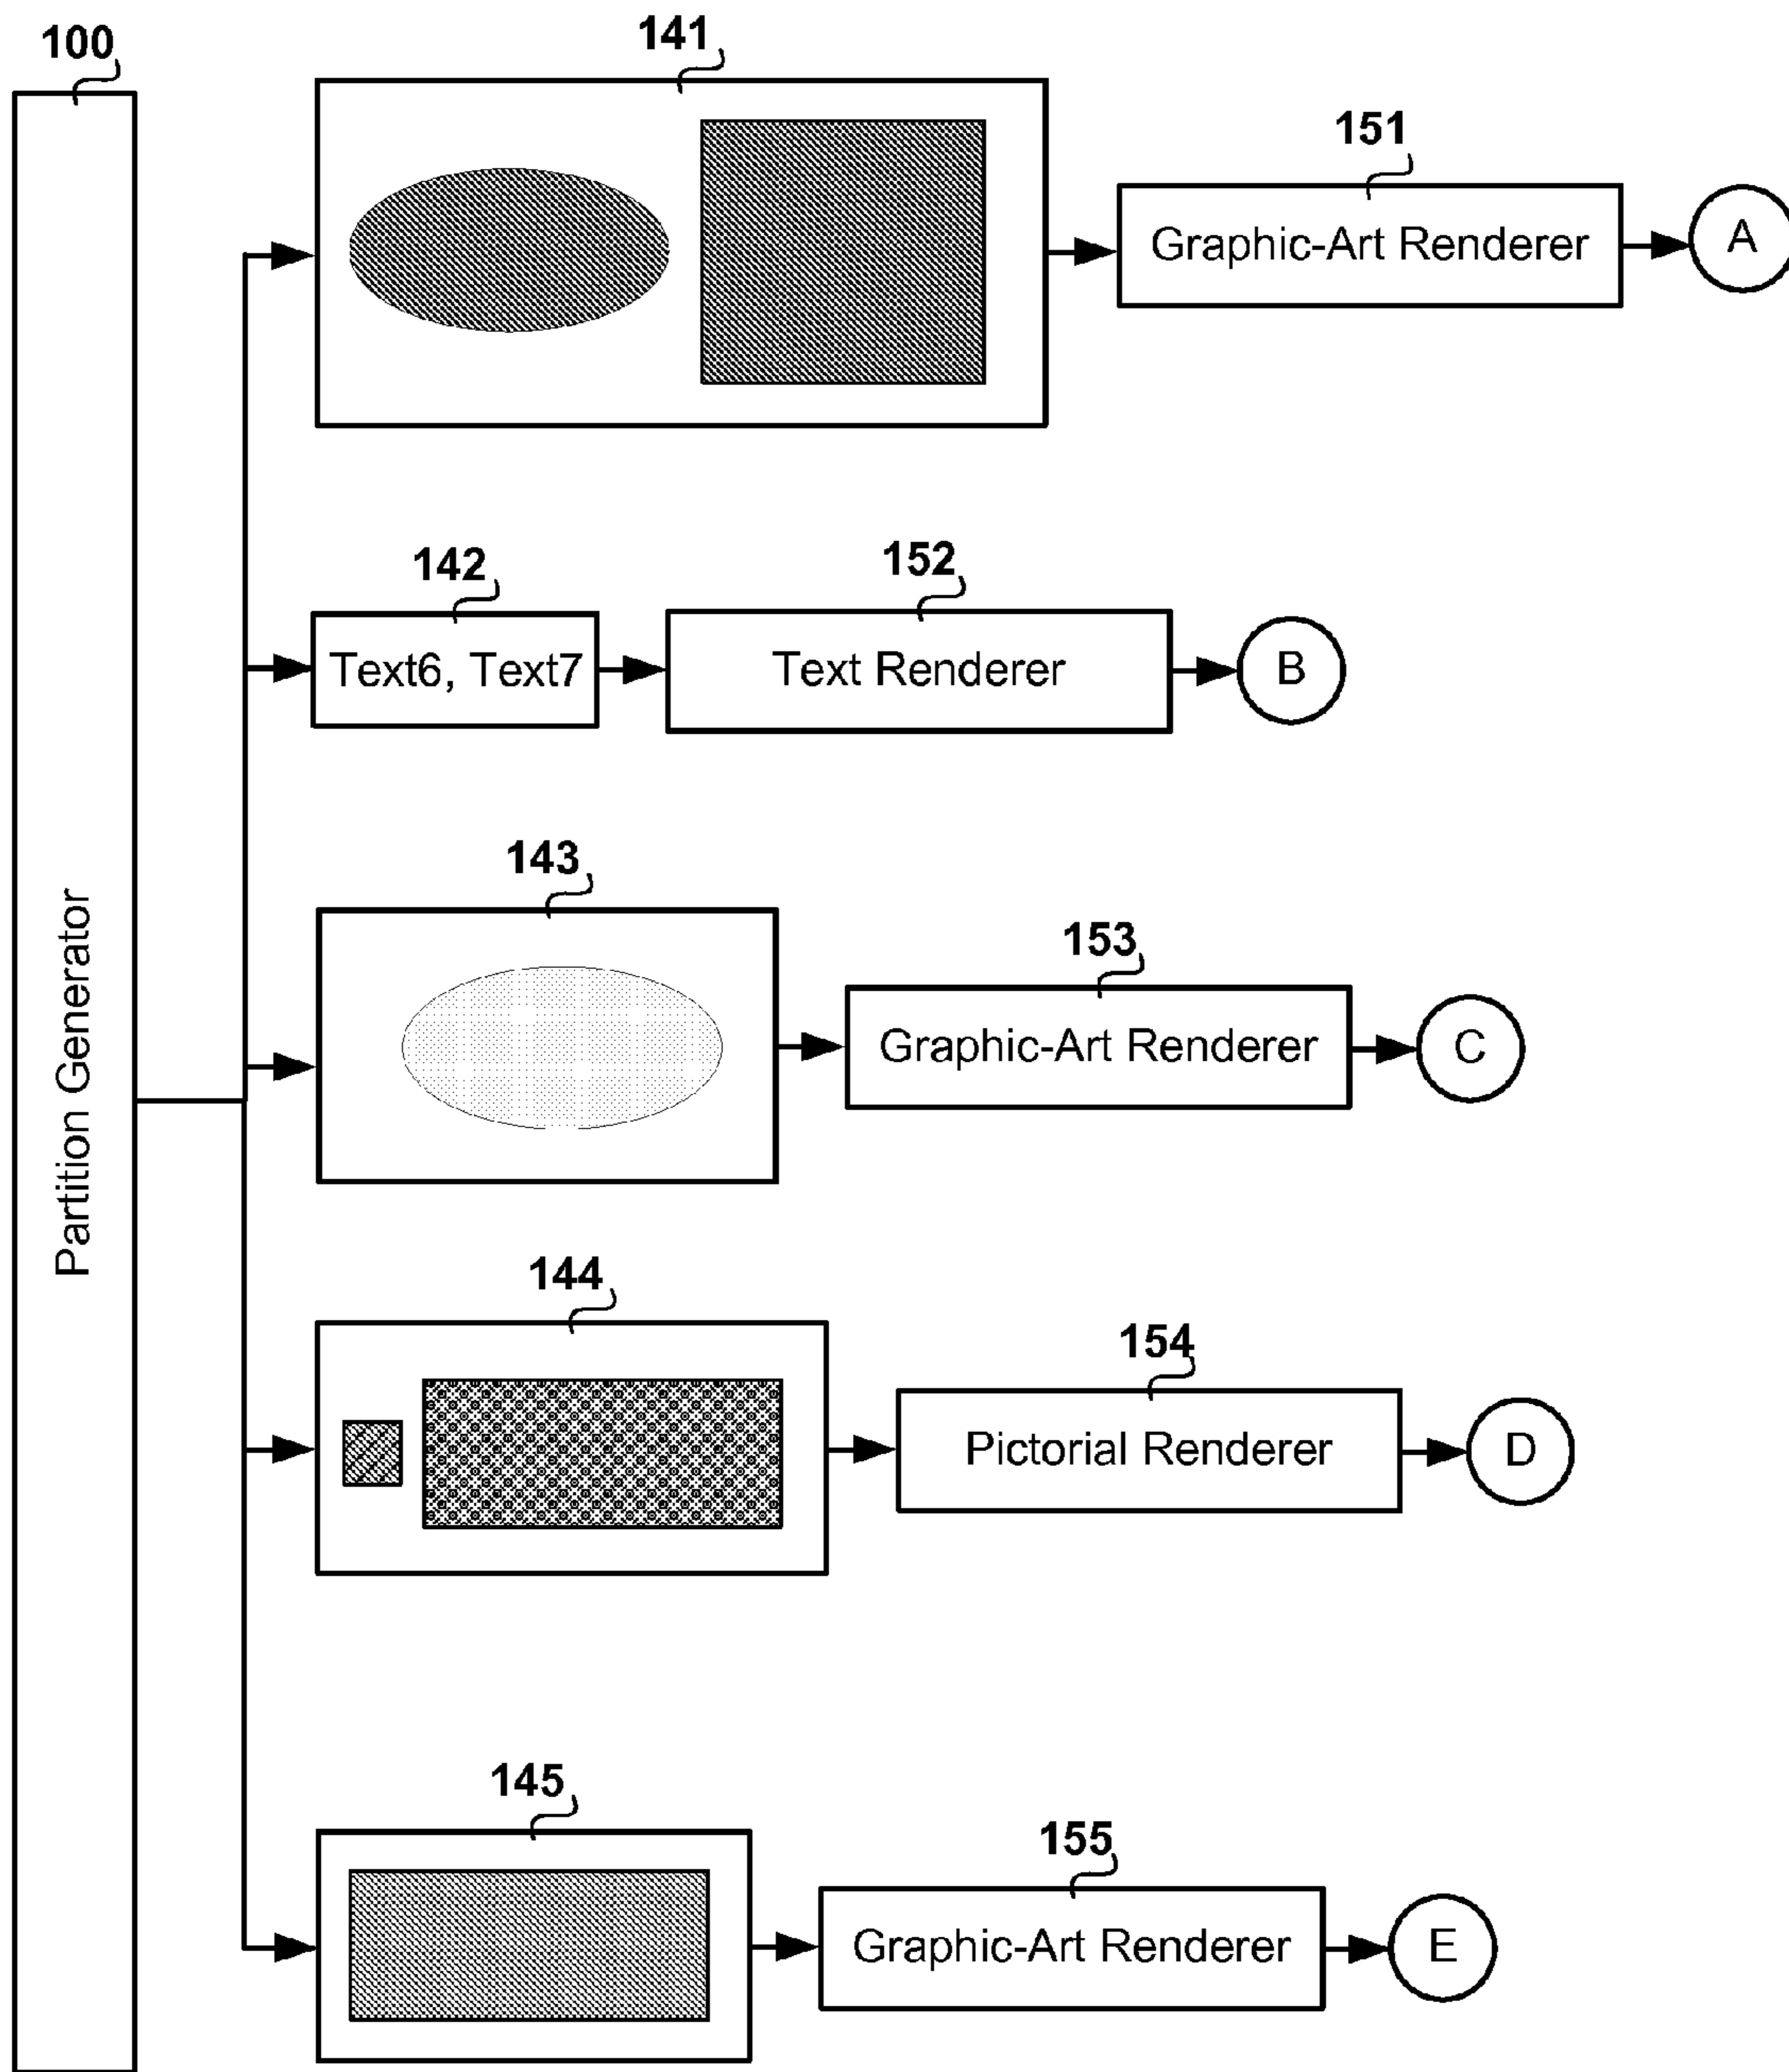 100
141
151
Graphic-Art Renderer
A
142
152
Text6, Text7
Text Renderer
B
143
153
Graphic-Art Renderer
C
Partition Generator
144
154
Pictorial Renderer
D
145
155
Graphic-Art Renderer
E